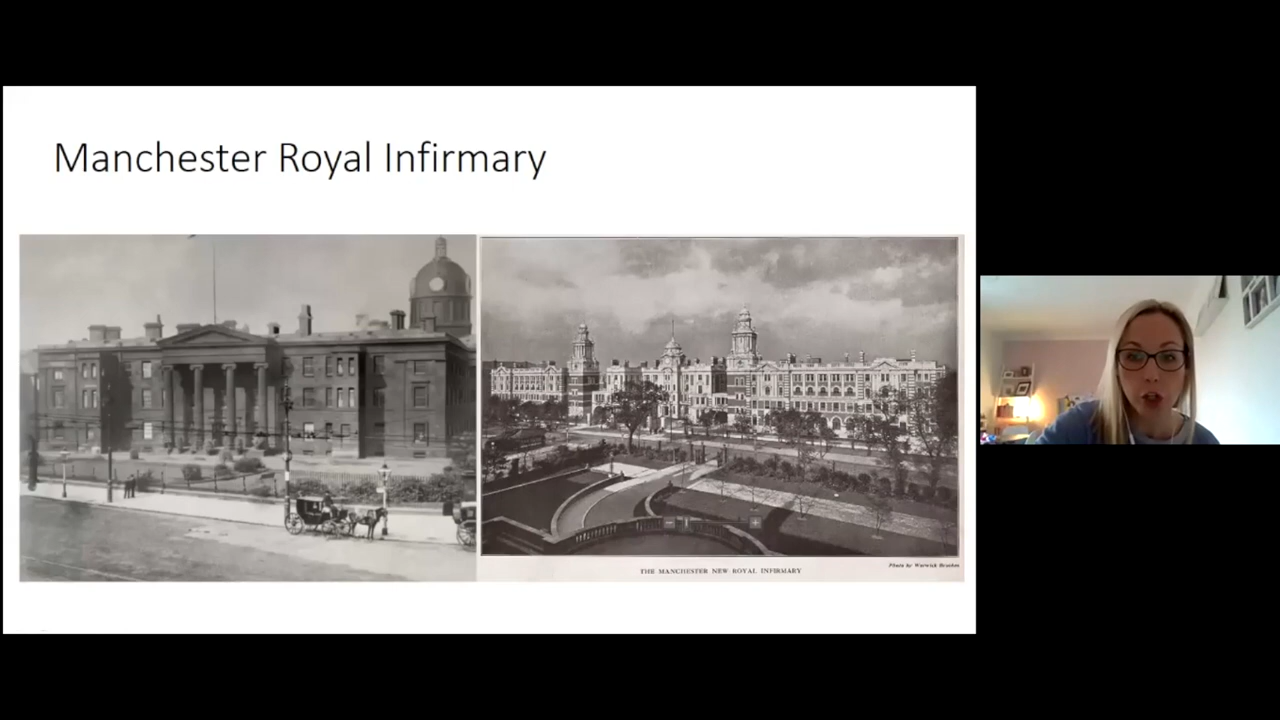 Manchester Royal Infirmary
THE MANCHESTER NEW ROYAL INFIRMARY
Photo by Warwick Brookes